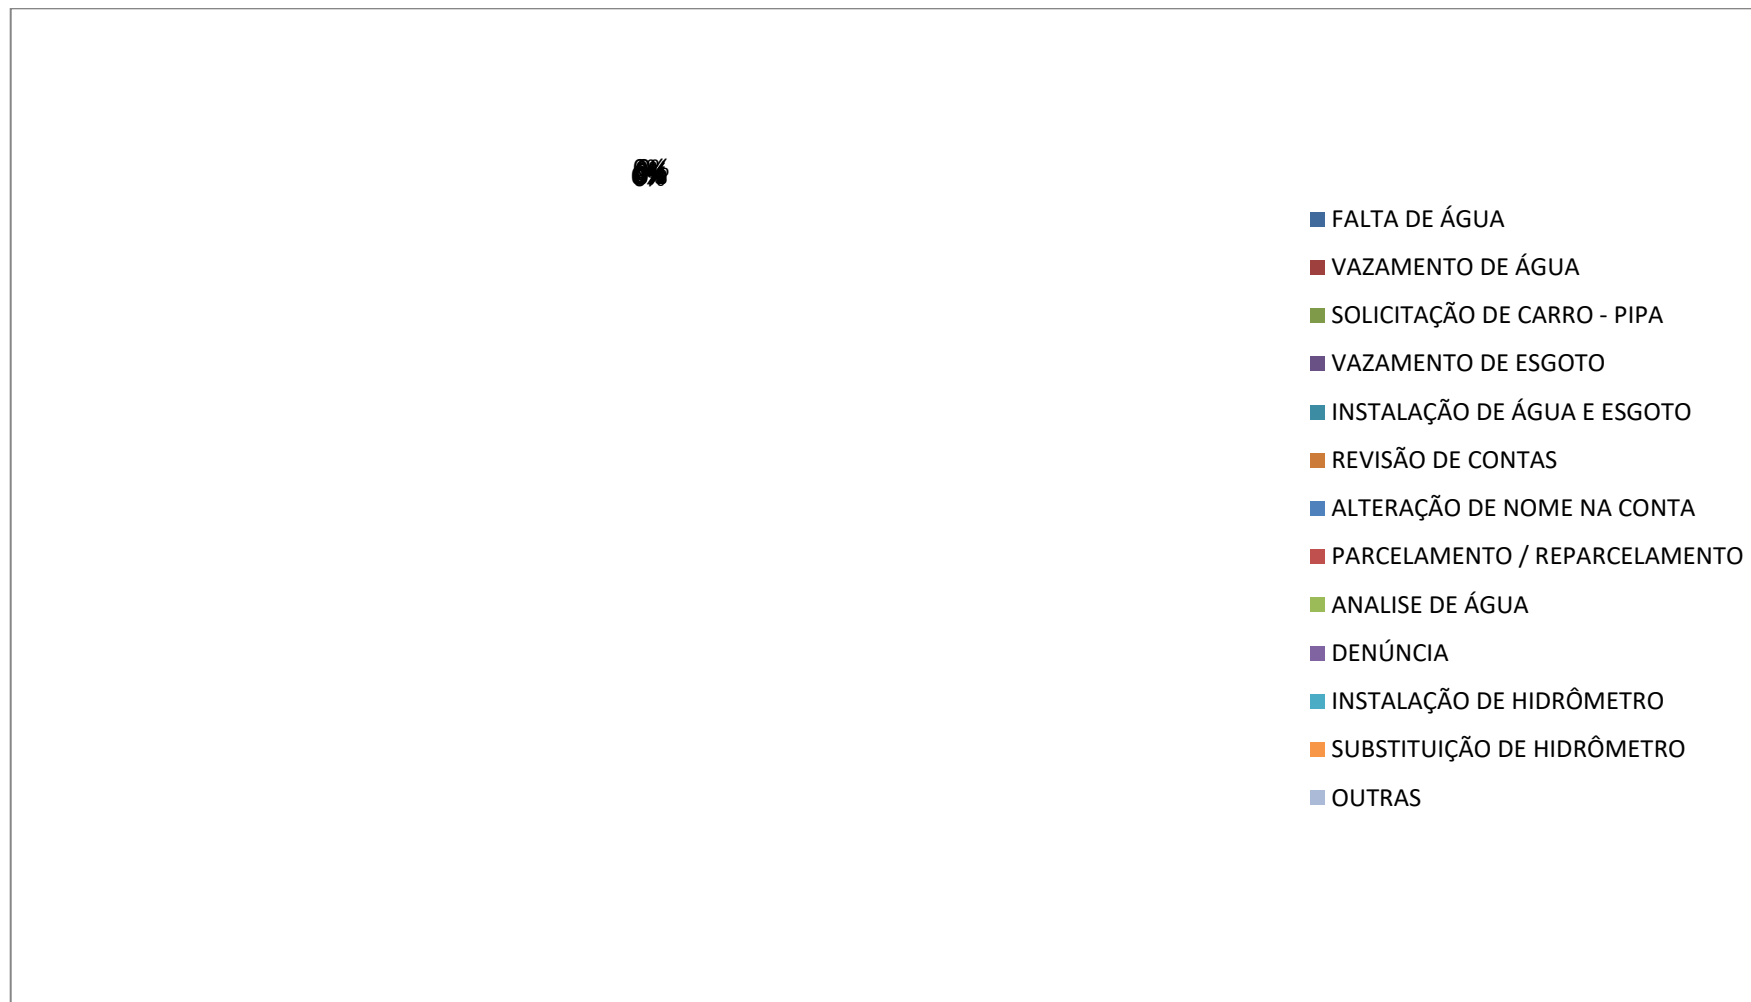 0%
FALTA DE ÁGUA
VAZAMENTO DE ÁGUA
SOLICITAÇÃO DE CARRO - PIPA
VAZAMENTO DE ESGOTO
INSTALAÇÃO DE ÁGUA E ESGOTO
REVISÃO DE CONTAS
ALTERAÇÃO DE NOME NA CONTA
PARCELAMENTO / REPARCELAMENTO
ANALISE DE ÁGUA
DENÚNCIA
INSTALAÇÃO DE HIDRÔMETRO
SUBSTITUIÇÃO DE HIDRÔMETRO
OUTRAS